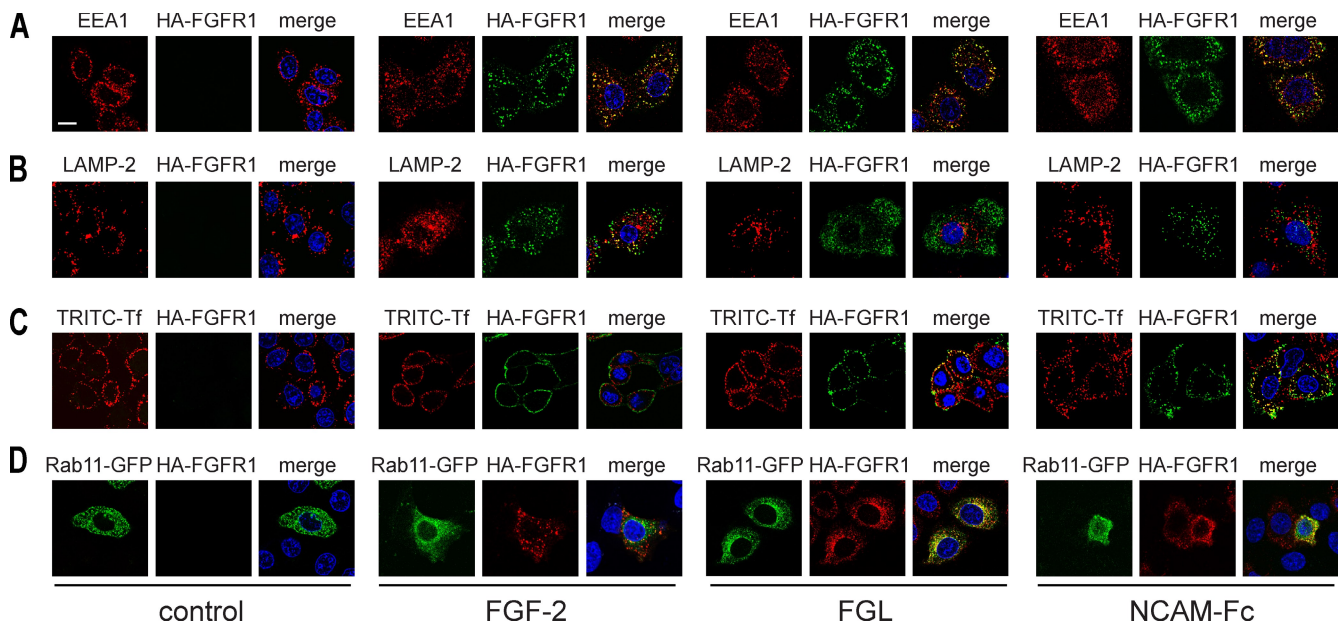 A EEA1 HA-FGFR1 merge EEA1 HA-FGFR1 merge EEA1 HA-FGFR1 merge EEA1 HA-FGFR1 merge
B LAMP-2 HA-FGFR1 merge LAMP-2 HA-FGFR1 merge LAMP-2 HA-FGFR1 merge LAMP-2 HA-FGFR1 merge
C TRITC-Tf HA-FGFR1 merge TRITC-Tf HA-FGFR1 merge TRITC-Tf HA-FGFR1 merge TRITC-Tf HA-FGFR1 merge
D Rab11-GFP HA-FGFR1 merge Rab11-GFP HA-FGFR1 merge Rab11-GFP HA-FGFR1 merge Rab11-GFP HA-FGFR1 merge
control FGF-2 FGL NCAM-Fc